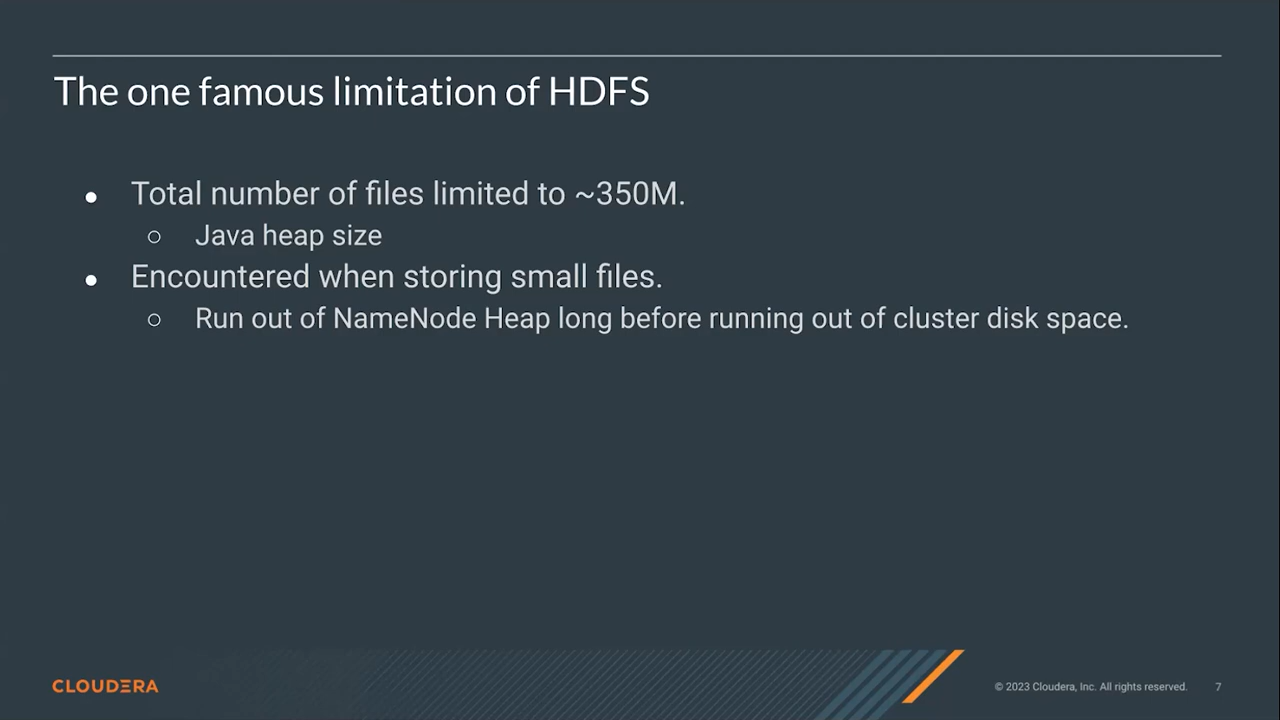 The one famous limitation of HDFS
● Total number of files limited to ~350M.
○ Java heap size
● Encountered when storing small files.
○ Run out of NameNode Heap long before running out of cluster disk space.
CLOUDERA
© 2023 Cloudera, Inc. All rights reserved. 7